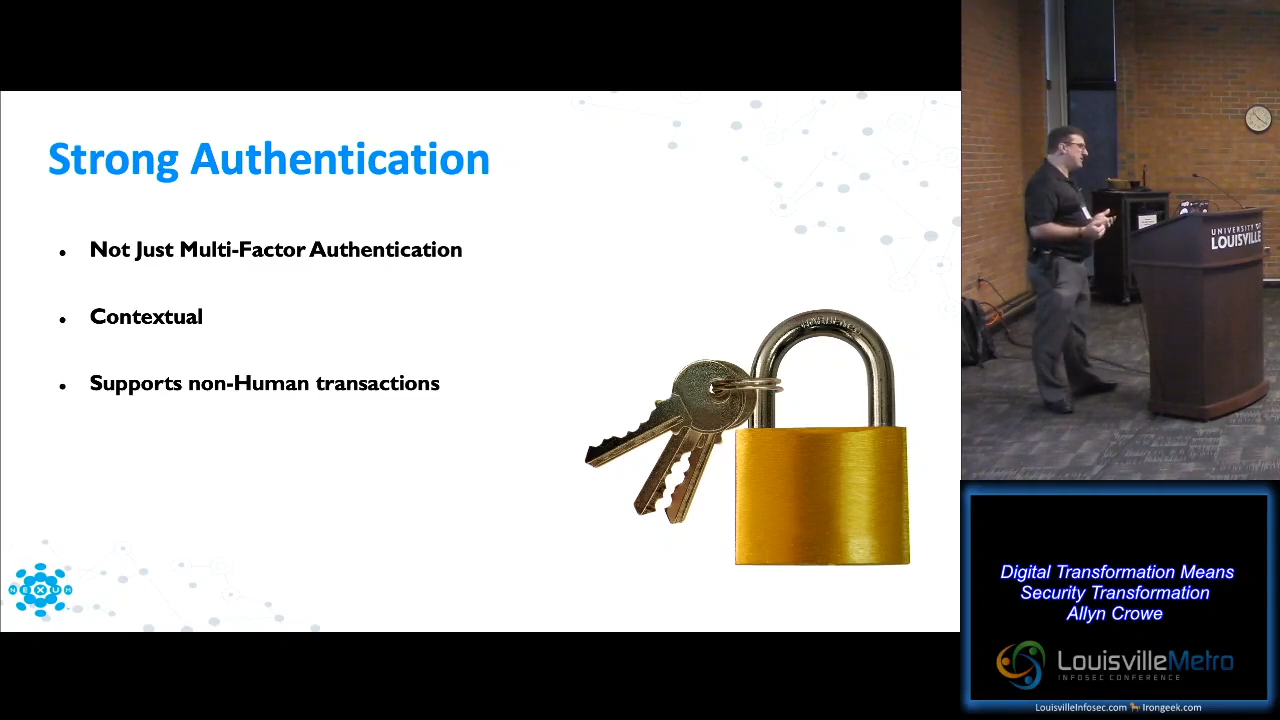 Strong Authentication
Not Just Multi-Factor Authentication
Contextual
Supports non-Human transactions
NEXUM
UNIVERSITY OF
LOUISVILLE
Digital Transformation Means
Security Transformation
Allyn Crowe
LouisvilleMetro
INFOSEC CONFERENCE
LouisvilleInfosec.com Irongeek.com